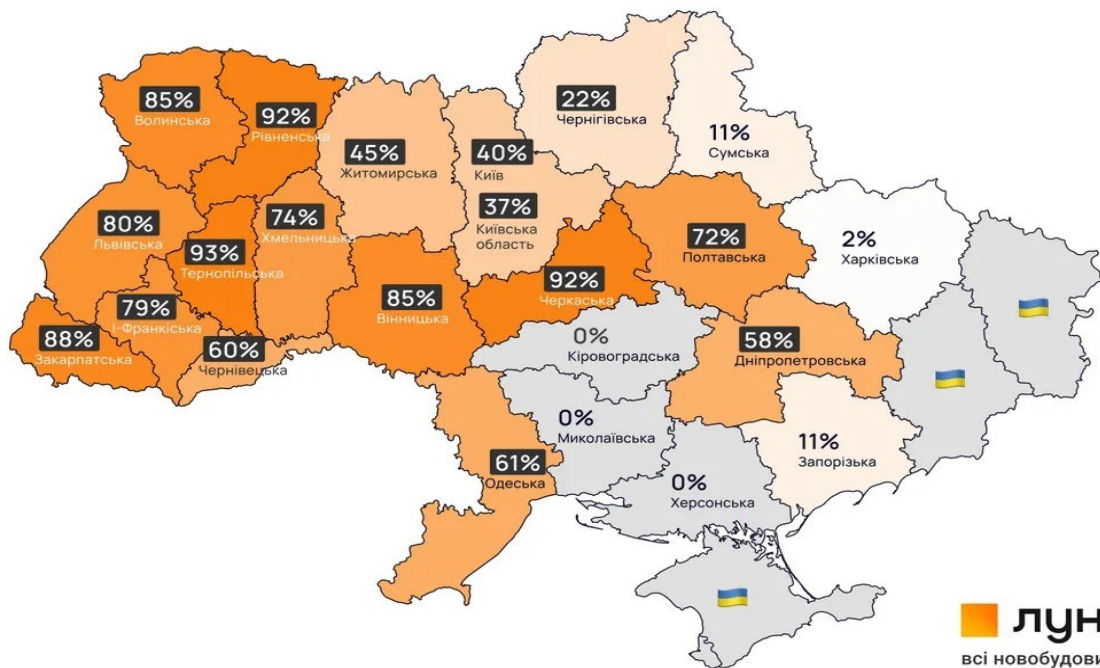 22%
Чернігівська
11%
Сумська
85%
Волинська
92%
Рівненська
45%
Житомирська
40%
Київ
37%
Київська
область
80%
Львівська
93%
Тернопільська
74%
Хмельницька
72%
Полтавська
2%
Харківська
79%
І-Франкіська
88%
Закарпатська
60%
Чернівецька
85%
Вінницька
92%
Черкаська
0%
Кіровоградська
58%
Дніпропетровська
0%
Миколаївська
61%
Одеська
0%
Херсонська
11%
Запорізька
лун
всі новобудови